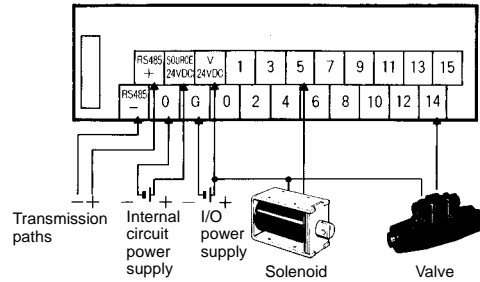 RS485 + SOURCE 24VDC V 24VDC 1 3 5 7 9 11 13 15
RS485 − 0 G 0 2 4 6 8 10 12 14
− + − + − +
Transmission paths
Internal circuit power supply
I/O power supply
Solenoid
Valve